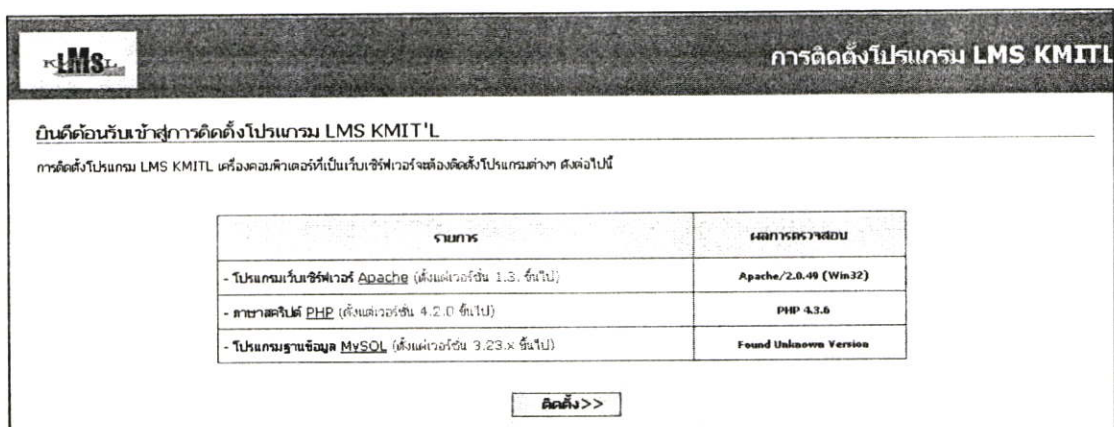 KLMSL
การติดตั้งโปรแกรม LMS KMITL
ยินดีต้อนรับเข้าสู่การติดตั้งโปรแกรม LMS KMIT'L
การติดตั้งโปรแกรม LMS KMITL เครื่องคอมพิวเตอร์ที่เป็นเว็บเซิร์ฟเวอร์จะต้องติดตั้งโปรแกรมต่างๆ ดังต่อไปนี้
รายการ ผลการตรวจสอบ
- โปรแกรมเว็บเซิร์ฟเวอร์ Apache (ตั้งแต่เวอร์ชั่น 1.3. ขึ้นไป) Apache/2.0.49 (Win32)
- ภาษาสคริปต์ PHP (ตั้งแต่เวอร์ชั่น 4.2.0 ขึ้นไป) PHP 4.3.6
- โปรแกรมฐานข้อมูล MySQL (ตั้งแต่เวอร์ชั่น 3.23.x ขึ้นไป) Found Unknown Version
ติดตั้ง>>